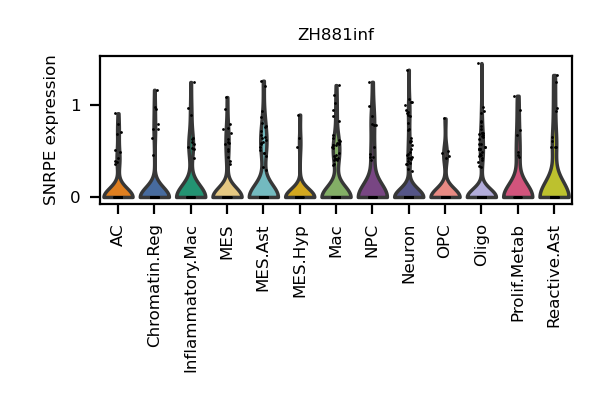 ZH881inf
SNRPE expression
1
0
AC
Chromatin.Reg
Inflammatory.Mac
MES
MES.Ast
MES.Hyp
Mac
NPC
Neuron
OPC
Oligo
Prolif.Metab
Reactive.Ast